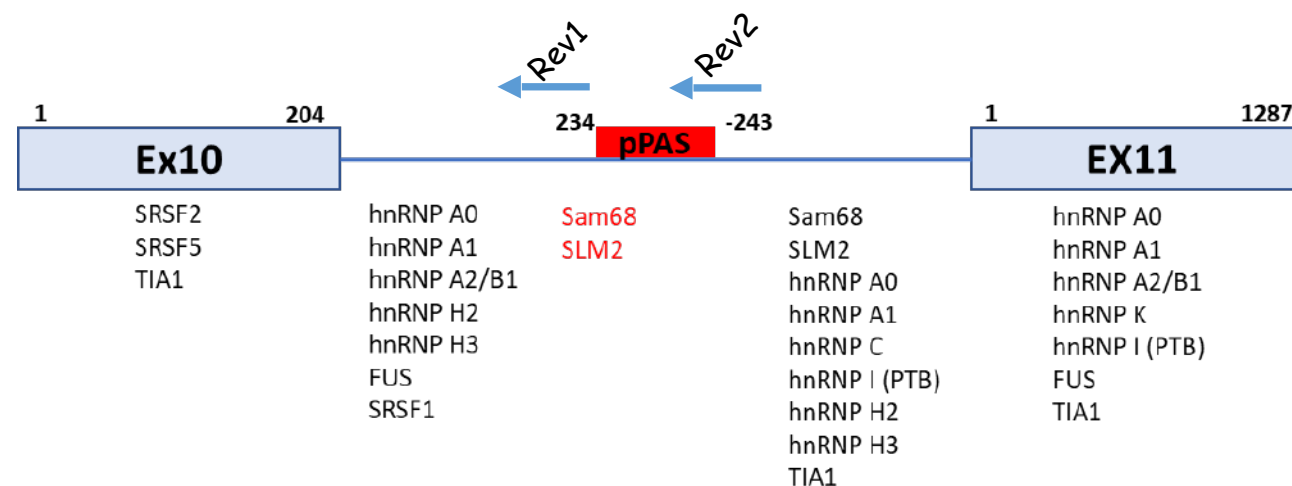 Rev1
Rev2
1
204
234
-243
1
1287
Ex10
pPAS
EX11
SRSF2
SRSF5
TIA1
hnRNP A0
hnRNP A1
hnRNP A2/B1
hnRNP H2
hnRNP H3
FUS
SRSF1
Sam68
SLM2
Sam68
SLM2
hnRNP A0
hnRNP A1
hnRNP C
hnRNP I (PTB)
hnRNP H2
hnRNP H3
TIA1
hnRNP A0
hnRNP A1
hnRNP A2/B1
hnRNP K
hnRNP I (PTB)
FUS
TIA1